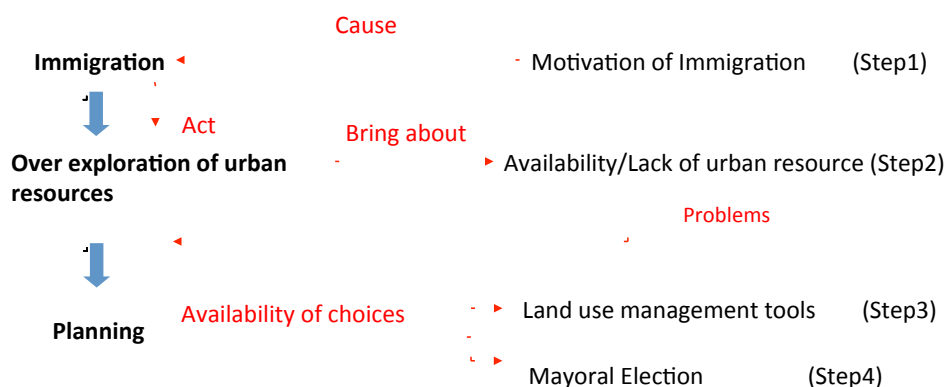 Cause
Immigration Motivation of Immigration (Step1)
Act
Bring about
Over exploration of urban resources
Availability/Lack of urban resource (Step2)
Problems
Availability of choices
Land use management tools (Step3)
Planning
Mayoral Election (Step4)